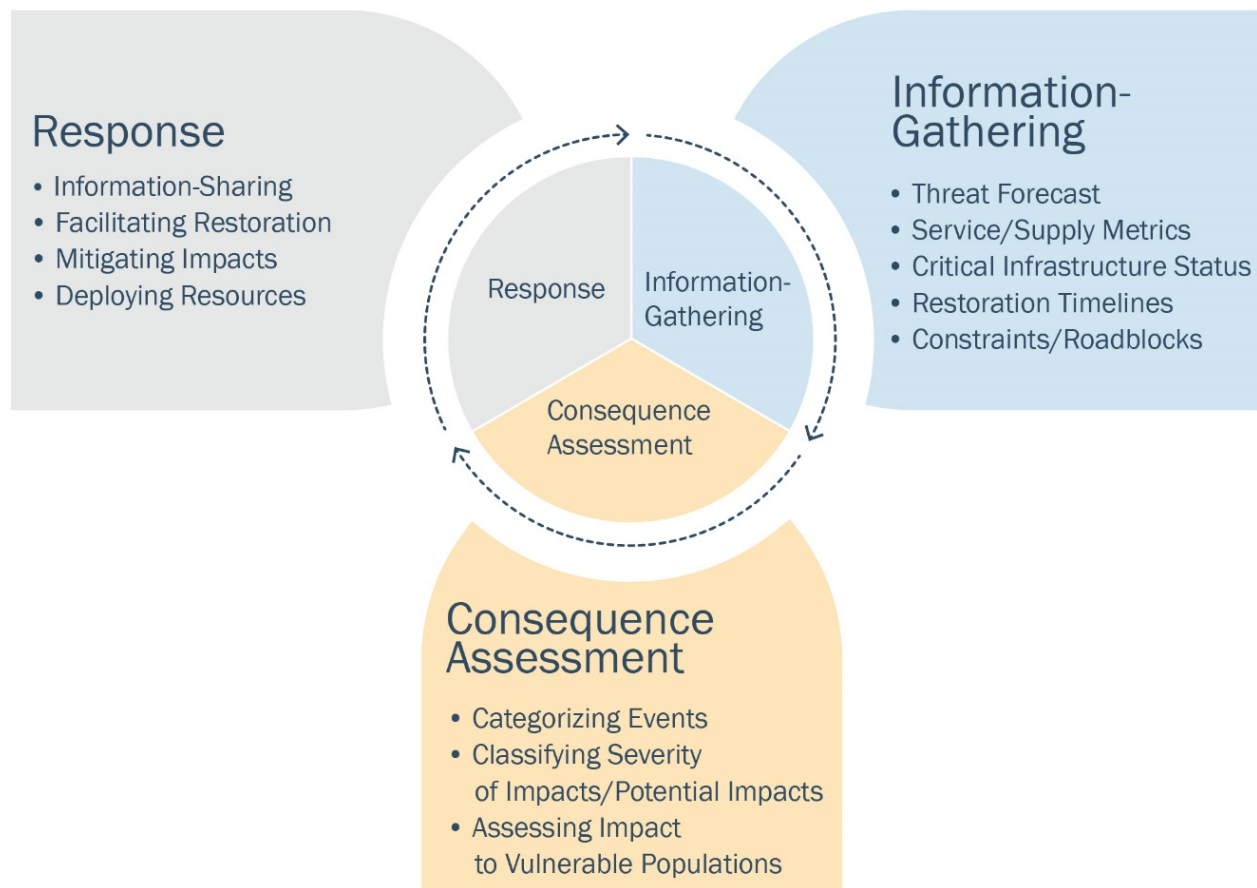 Response
• Information-Sharing
• Facilitating Restoration
• Mitigating Impacts
• Deploying Resources
Information-
Gathering
• Threat Forecast
• Service/Supply Metrics
• Critical Infrastructure Status
• Restoration Timelines
• Constraints/Roadblocks
Response
Information-
Gathering
Consequence
Assessment
Consequence
Assessment
• Categorizing Events
• Classifying Severity
of Impacts/Potential Impacts
• Assessing Impact
to Vulnerable Populations